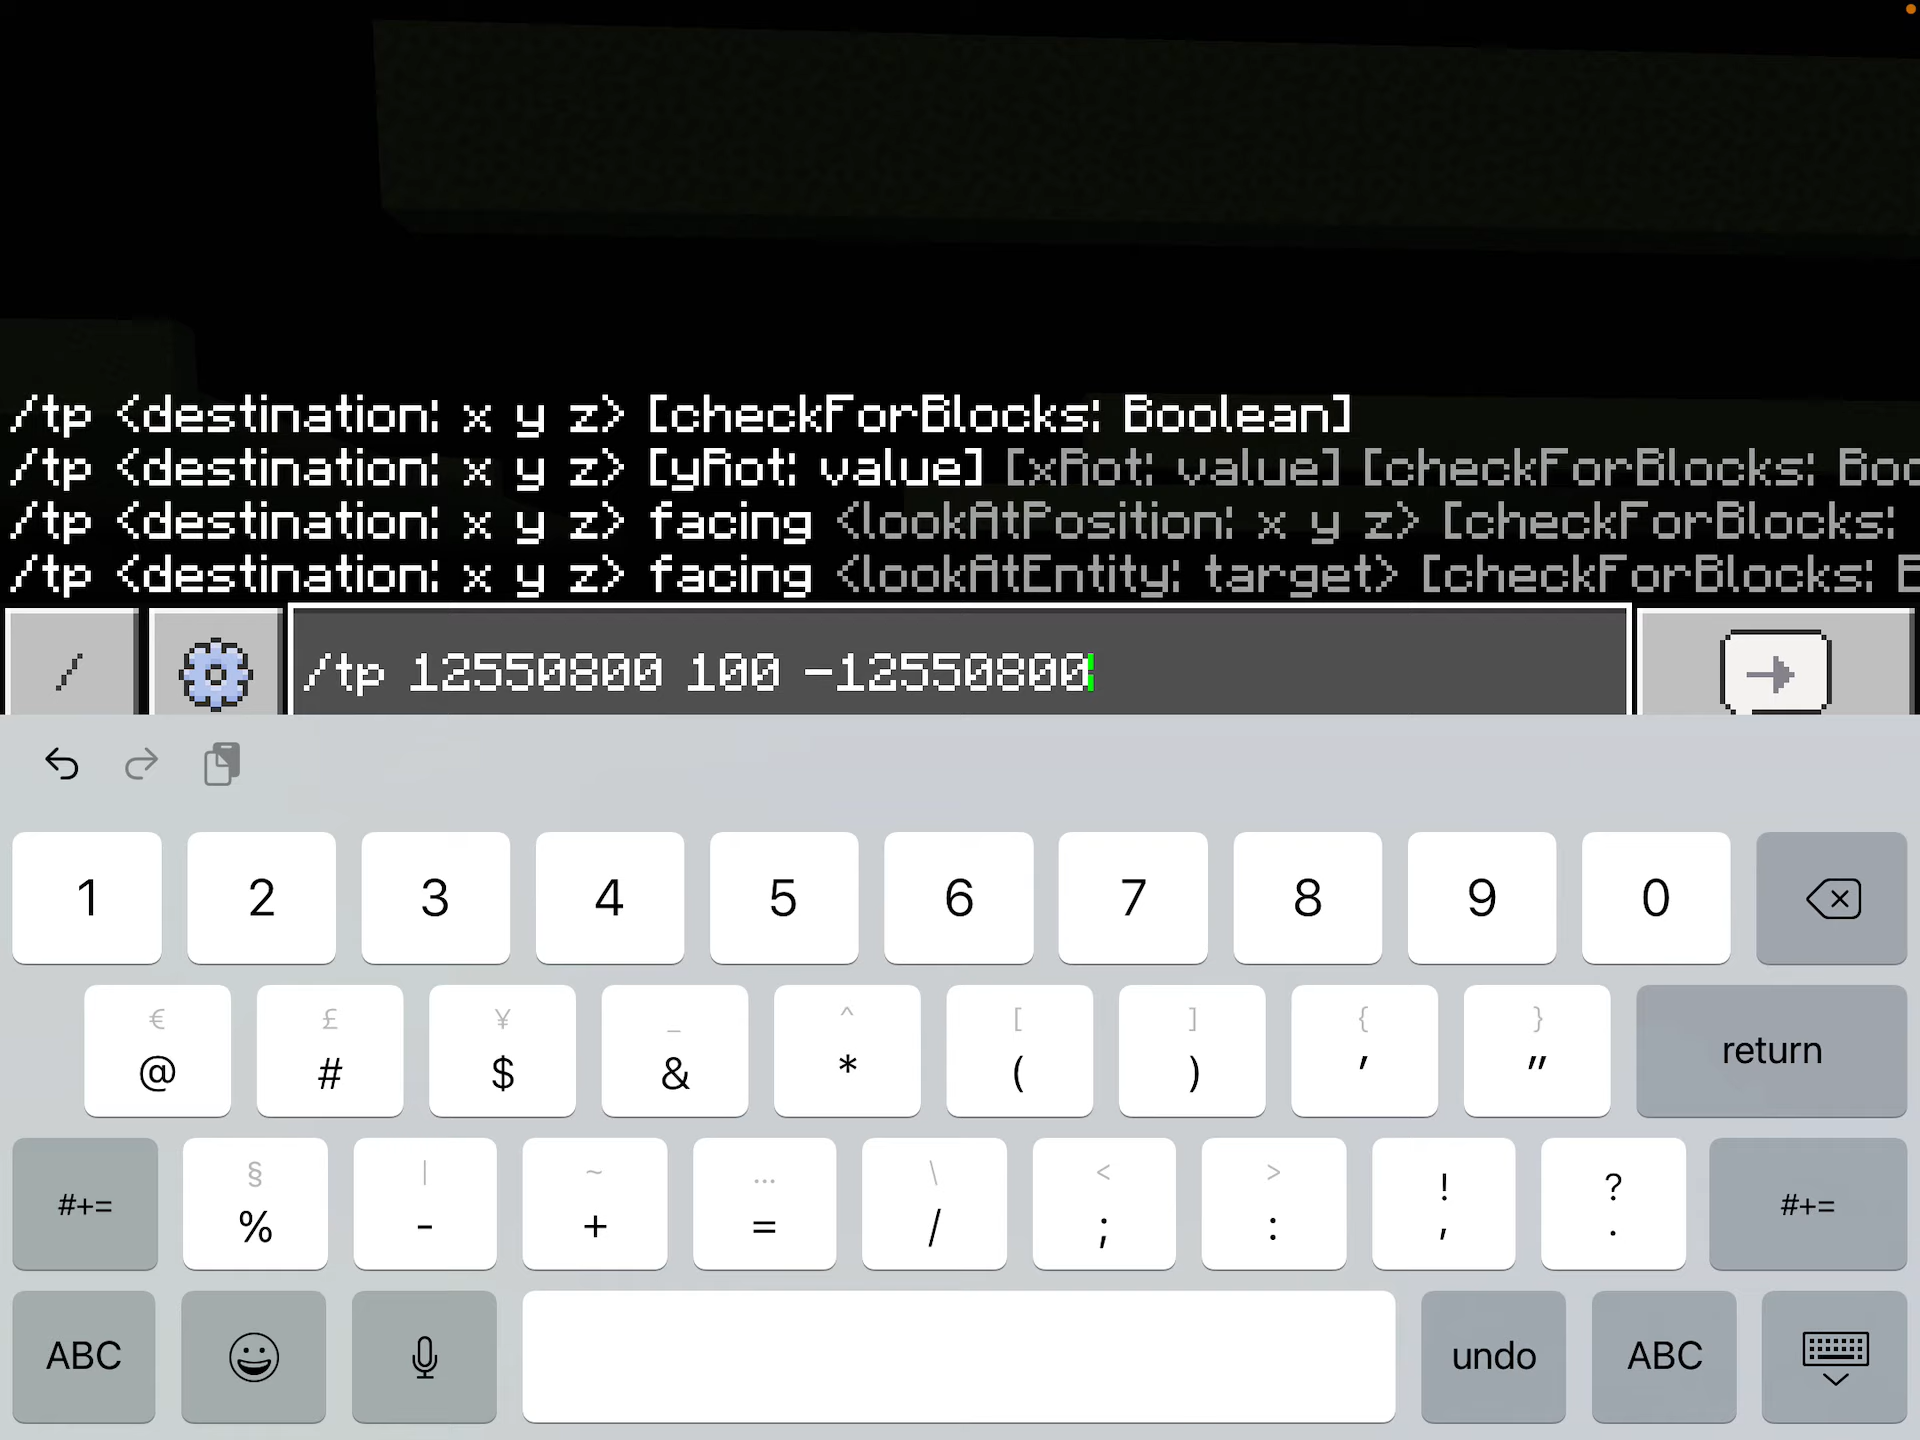 /tp <destination: x y z> [checkForBlocks: Boolean]
/tp <destination: x y z> [yRot: value] [xRot: value] [checkForBlocks: Boo
/tp <destination: x y z> facing <lookAtPosition: x y z> [checkForBlocks:
/tp <destination: x y z> facing <lookAtEntity: target> [checkForBlocks: B
/ /tp 12550800 100 -12550800
1 2 3 4 5 6 7 8 9 0
€ £ ¥ _ ^ [ ] { }
@ # $ & * ( ) ' " return
§ | ~ … \ < > ! ?
#+= % - + = / ; : , . #+=
ABC undo ABC